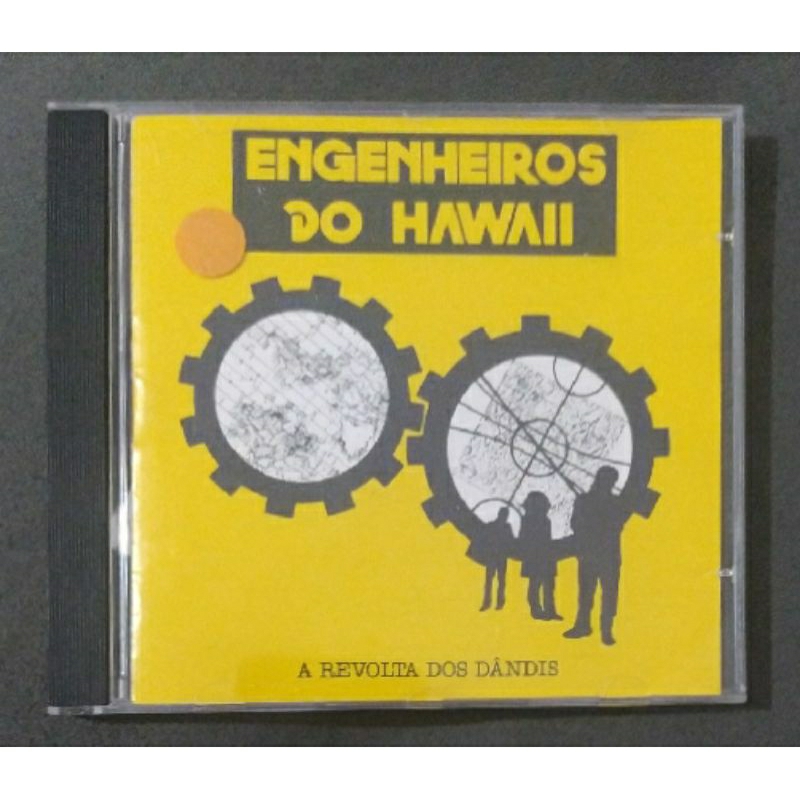 ENGENHEIROS
DO HAWAII
A REVOLTA DOS DÂNDIS